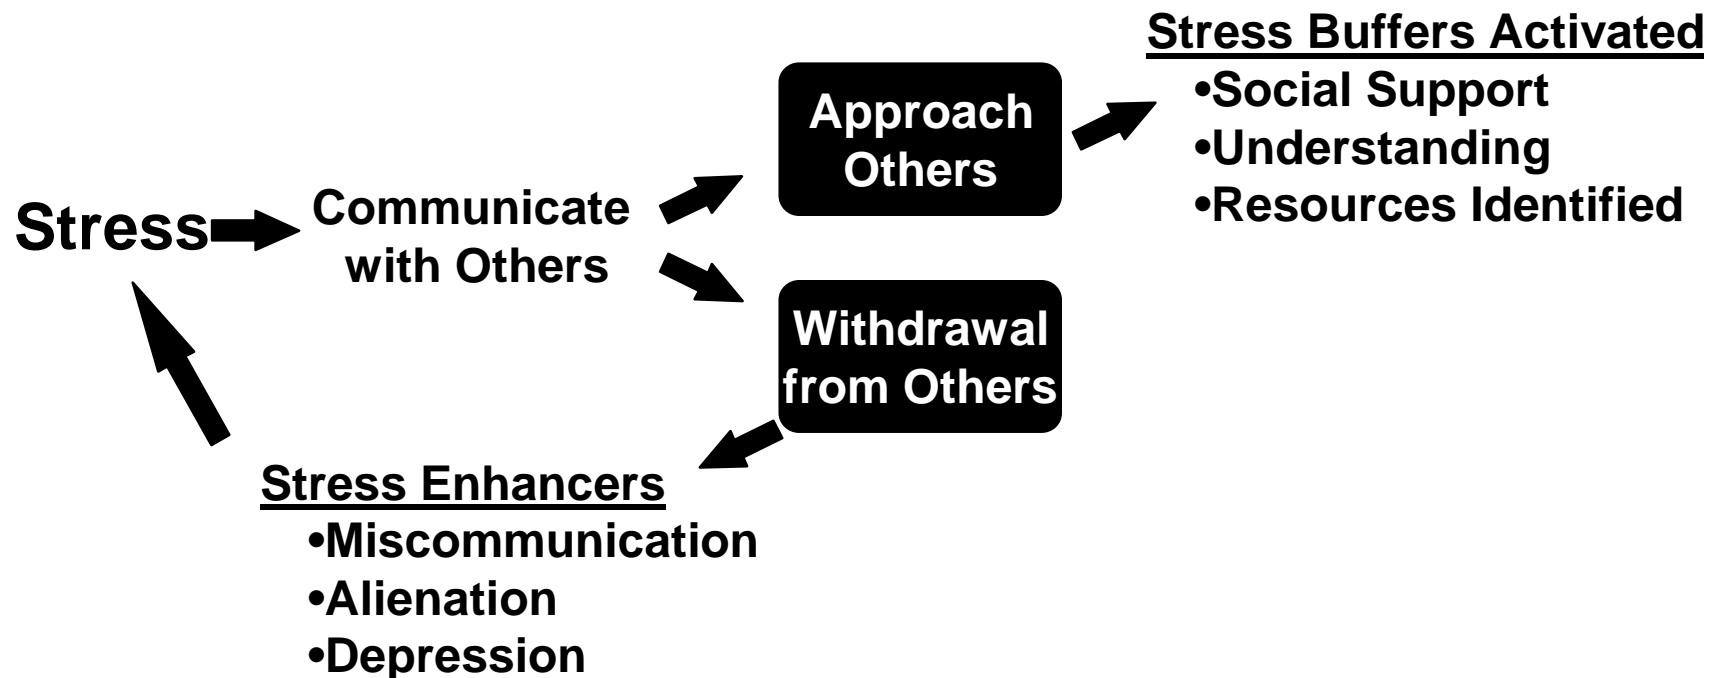 Stress Buffers Activated
•Social Support
•Understanding
•Resources Identified
Approach
Others
Stress
Communicate
with Others
Withdrawal
from Others
Stress Enhancers
•Miscommunication
•Alienation
•Depression